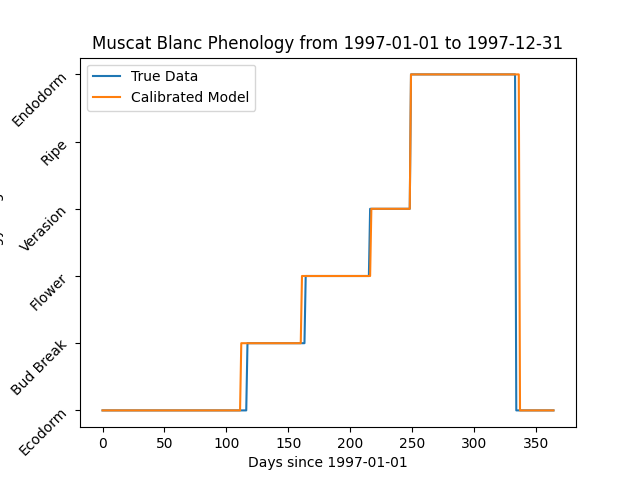 Muscat Blanc Phenology from 1997-01-01 to 1997-12-31
True Data
Calibrated Model
Endodorm
Ripe
Verasion
Flower
Bud Break
Ecodorm
0 50 100 150 200 250 300 350
Days since 1997-01-01